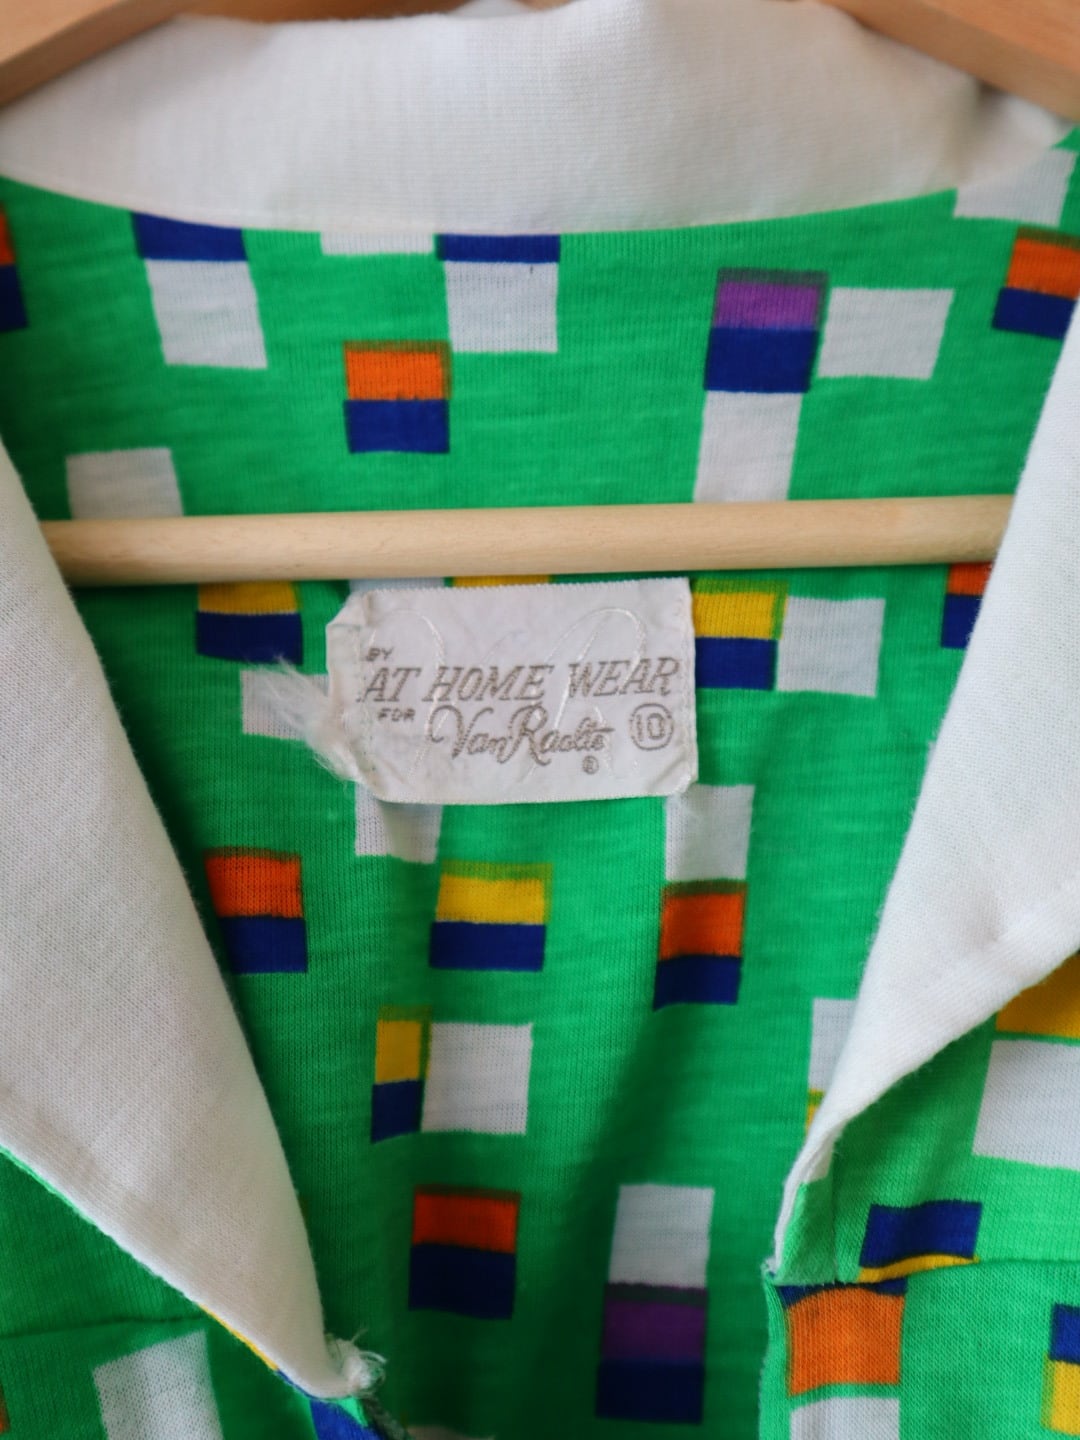 BY
AT HOME WEAR
FOR Van Raalte 10
®